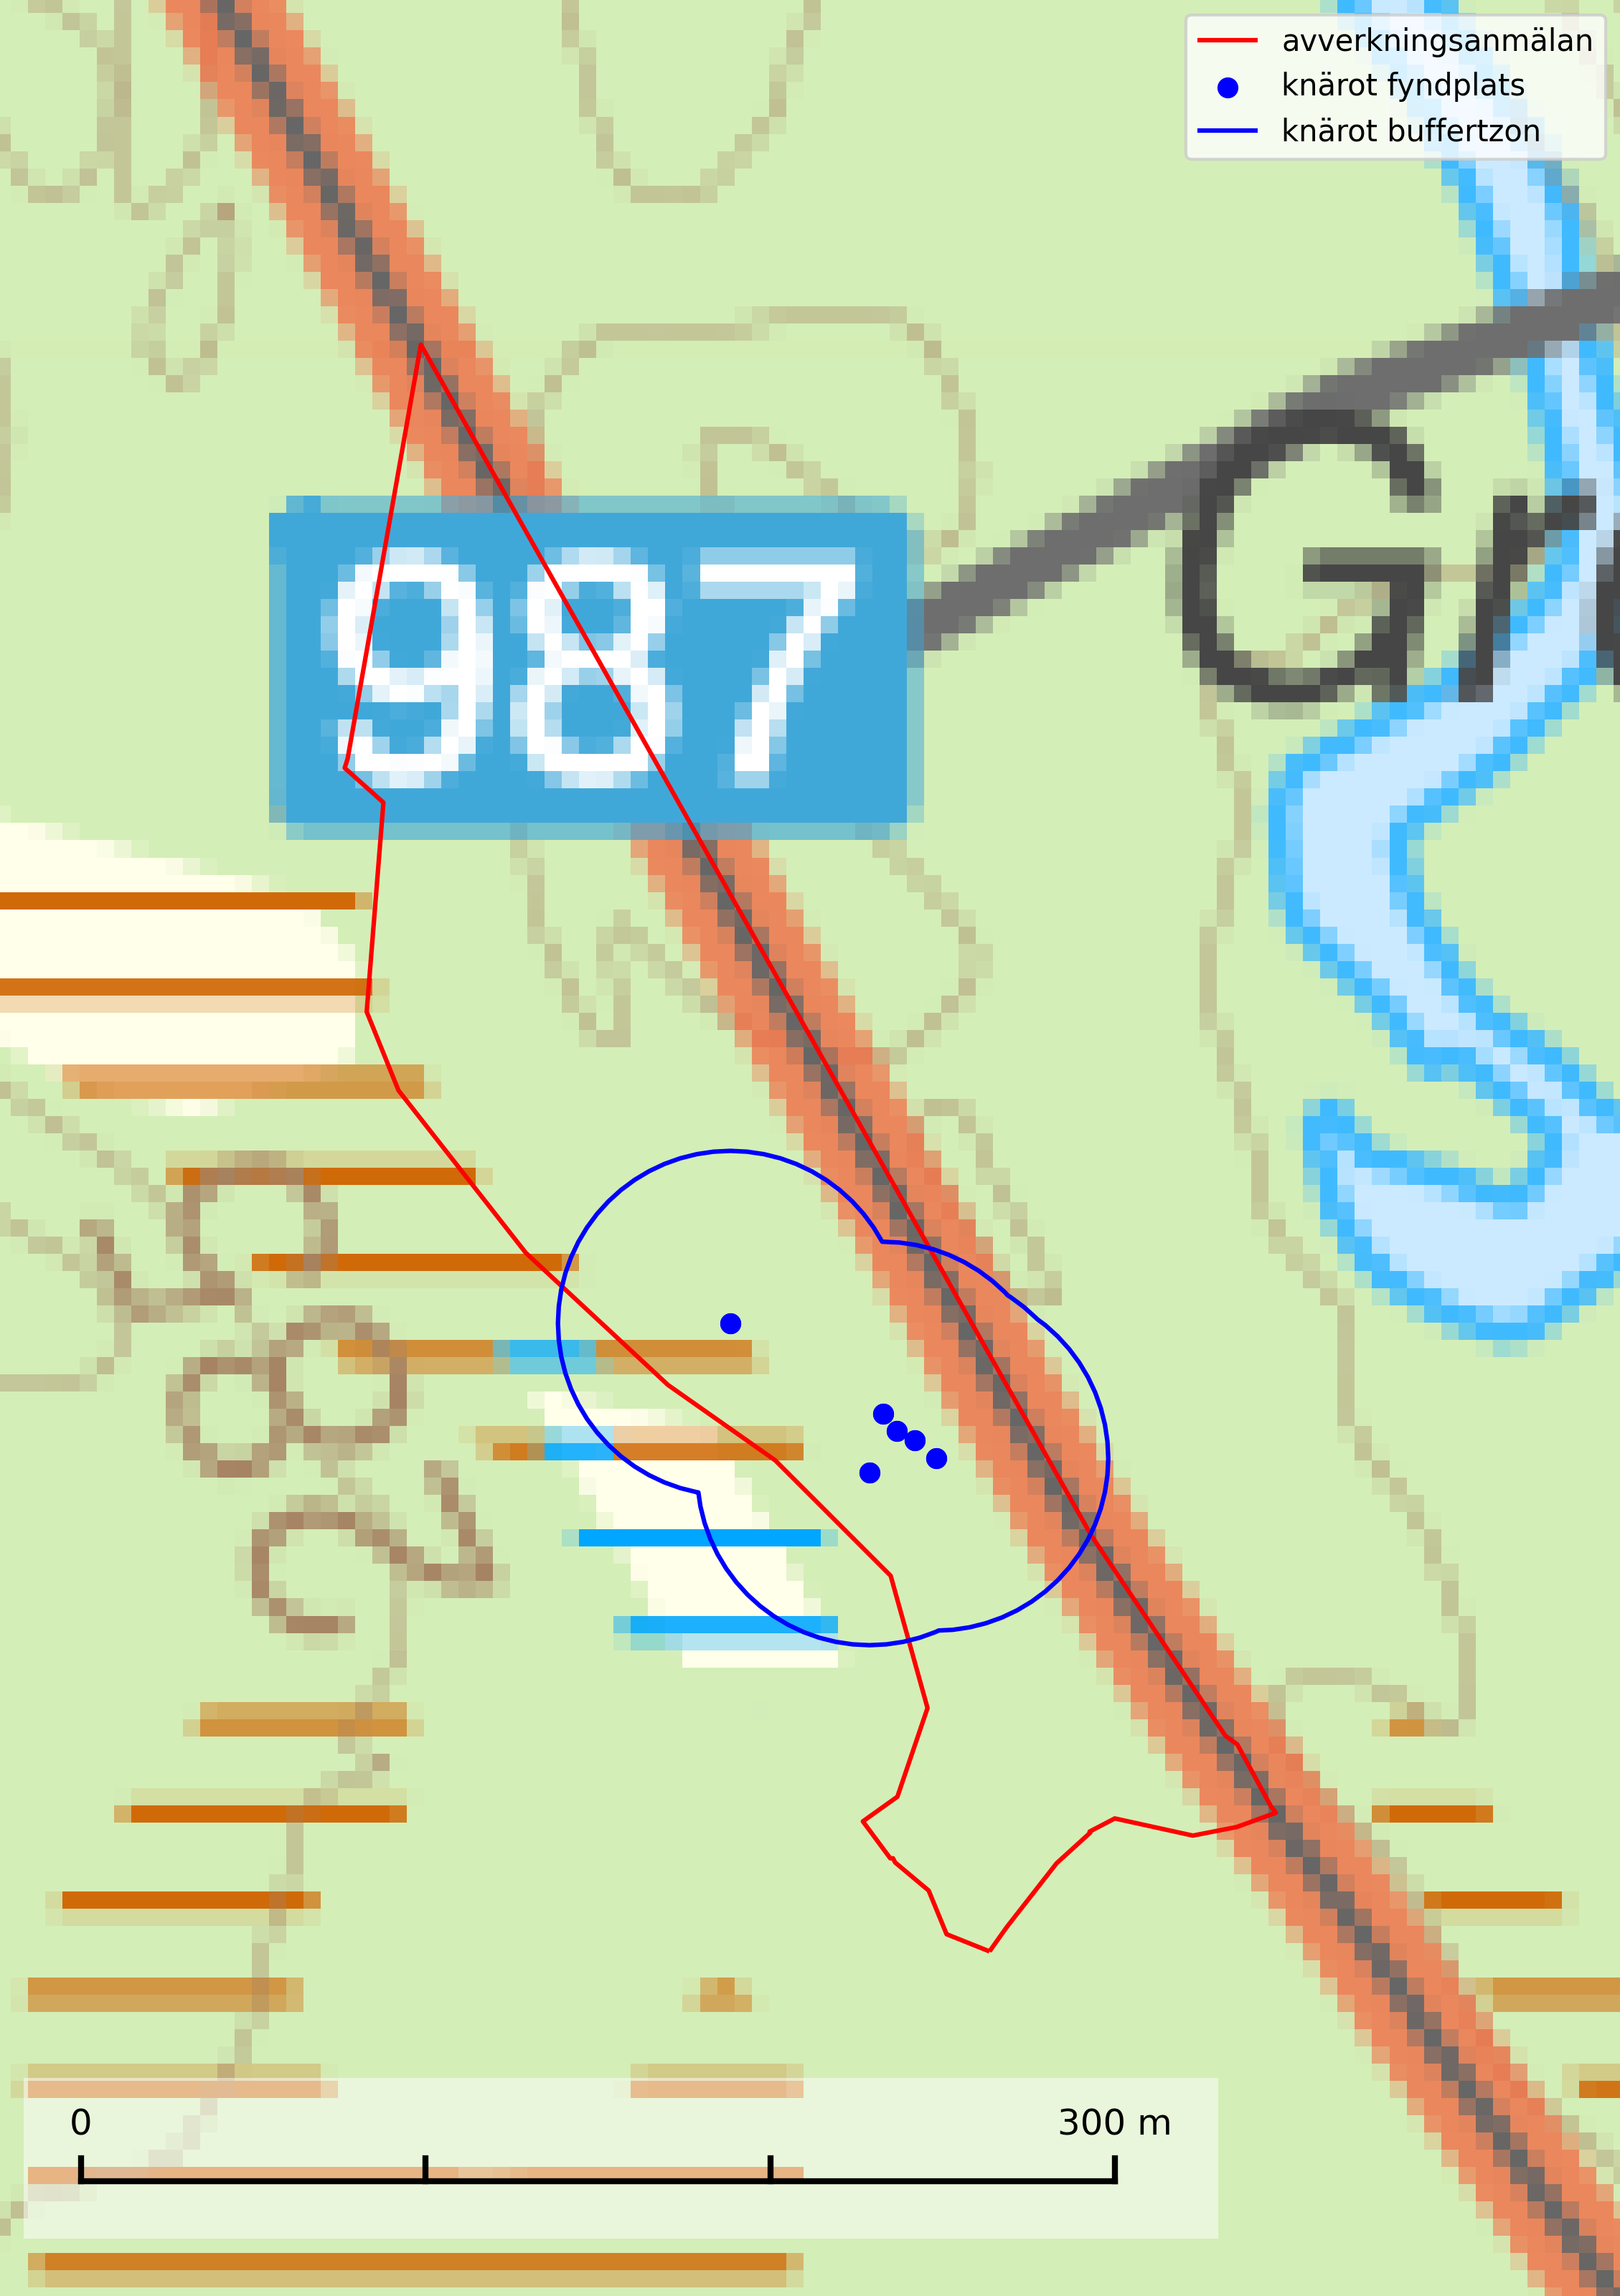 avverkningsanmälan
knärot fyndplats
knärot buffertzon
987
0 300 m